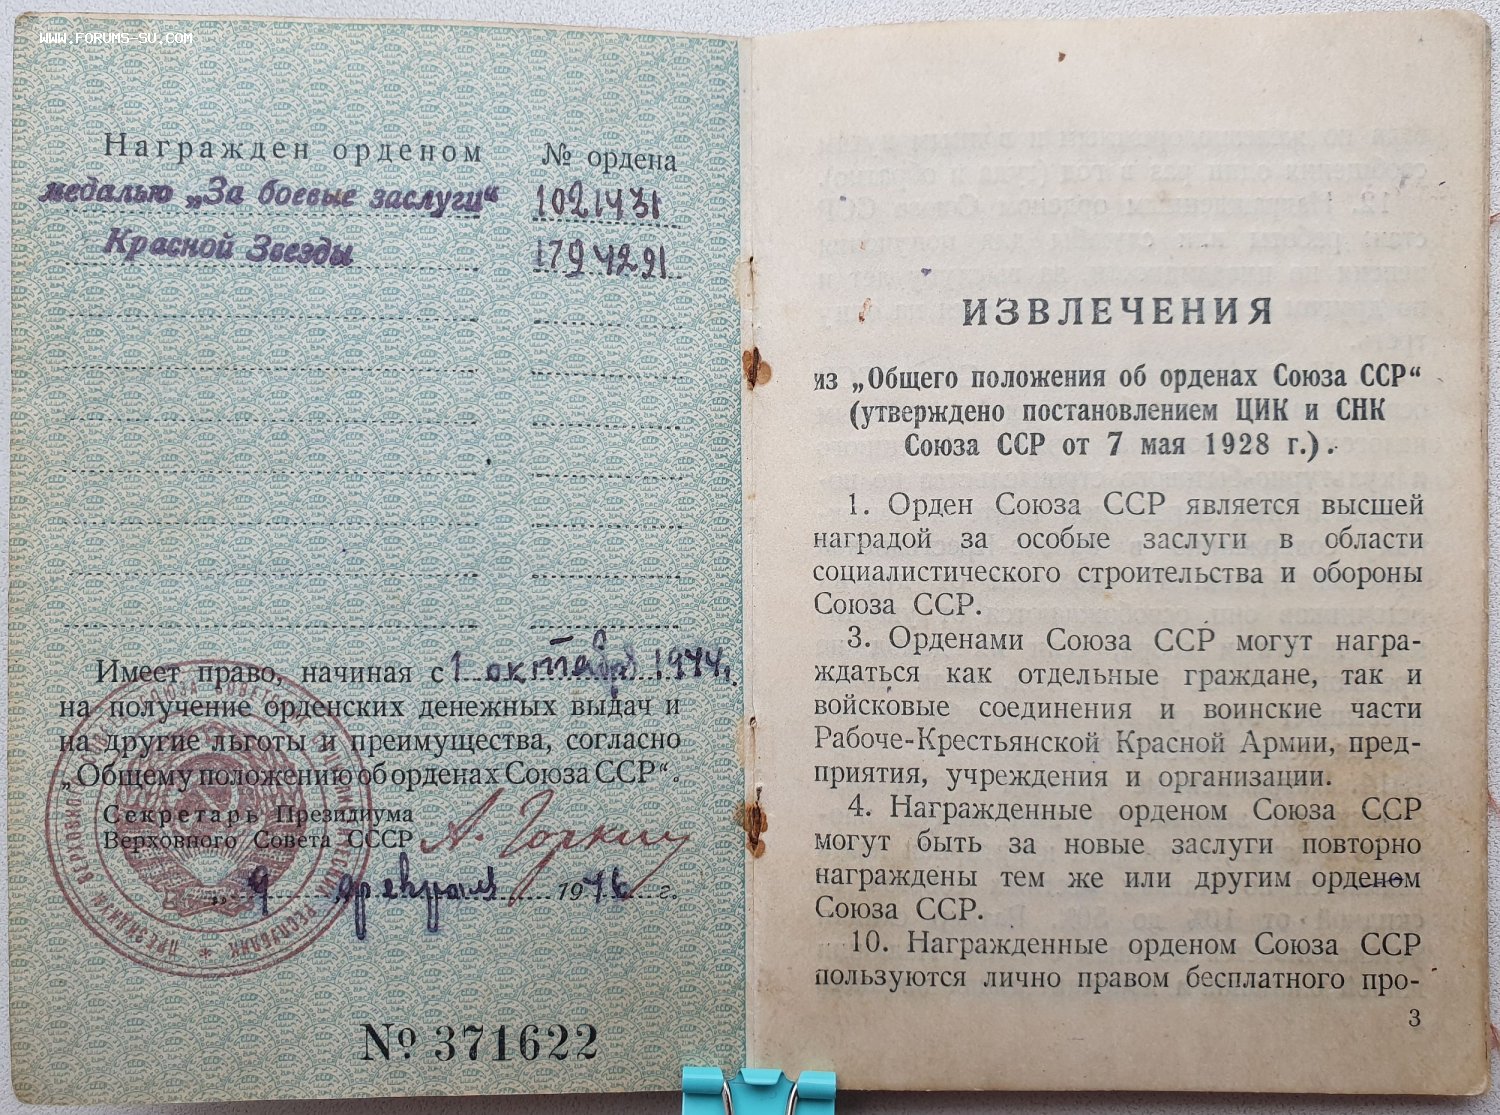 WWW.FORUMS-SU.COM
Награжден орденом № ордена
медалью „За боевые заслуги“ 1021431
Красной Звезды 1794291
Имеет право, начиная с 1 октября 1944г.
на получение орденских денежных выдач и
на другие льготы и преимущества, согласно
„Общему положению об орденах Союза ССР“.
Секретарь Президиума
Верховного Совета СССР А. Горкин
„9 февраля 1946 г.
№ 371622
ИЗВЛЕЧЕНИЯ
из „Общего положения об орденах Союза ССР“
(утверждено постановлением ЦИК и СНК
Союза ССР от 7 мая 1928 г.).
1. Орден Союза ССР является высшей
наградой за особые заслуги в области
социалистического строительства и обороны
Союза ССР.
3. Орденами Союза ССР могут награ-
ждаться как отдельные граждане, так и
войсковые соединения и воинские части
Рабоче-Крестьянской Красной Армии, пред-
приятия, учреждения и организации.
4. Награжденные орденом Союза ССР
могут быть за новые заслуги повторно
награждены тем же или другим орденом
Союза ССР.
10. Награжденные орденом Союза ССР
пользуются лично правом бесплатного про-
3